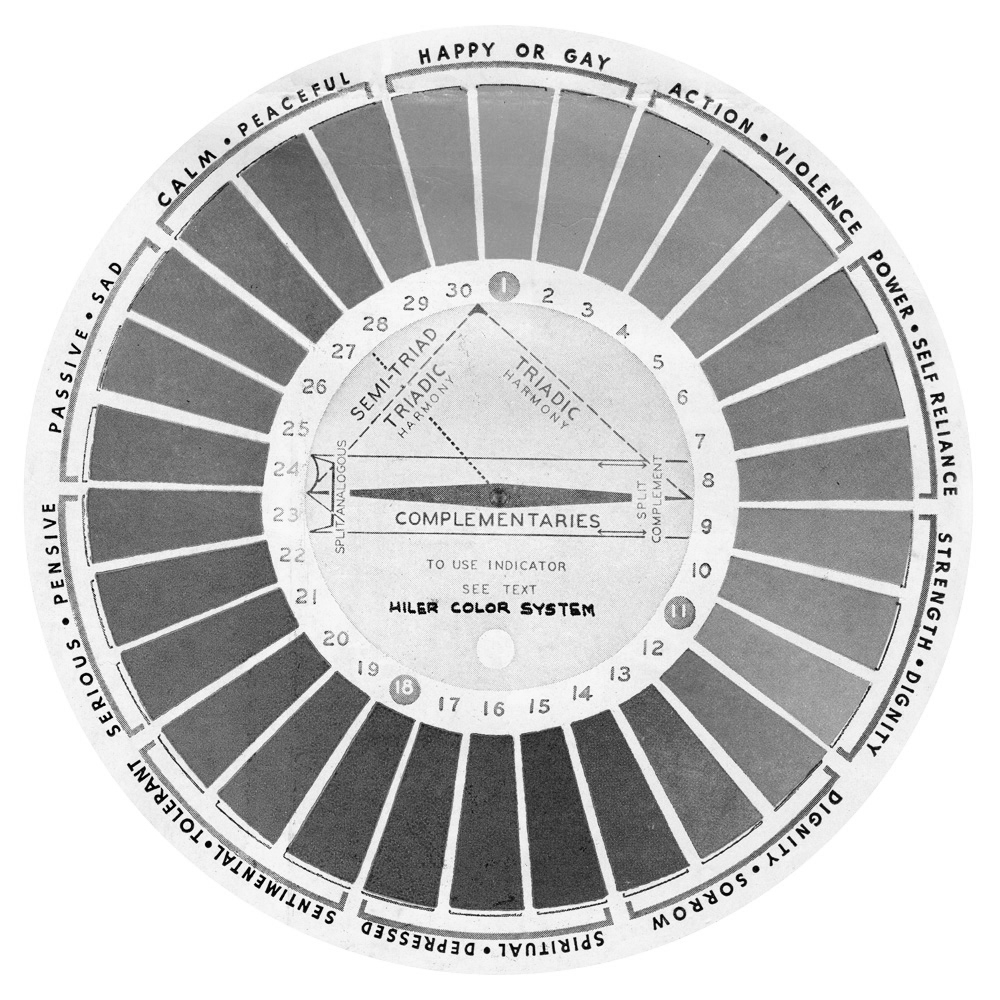 HAPPY OR GAY
ACTION • VIOLENCE
POWER • SELF RELIANCE
STRENGTH • DIGNITY
DIGNITY • SORROW
SPIRITUAL • DEPRESSED
SENTIMENTAL • TOLERANT
SERIOUS • PENSIVE
PASSIVE • SAD
CALM • PEACEFUL
1
2
3
4
5
6
7
8
9
10
11
12
13
14
15
16
17
18
19
20
21
22
23
24
25
26
27
28
29
30
SEMI-TRIAD
TRIADIC
HARMONY
TRIADIC
HARMONY
SPLIT/ANALOGOUS
SPLIT
COMPLEMENT
COMPLEMENTARIES
TO USE INDICATOR
SEE TEXT
HILER COLOR SYSTEM